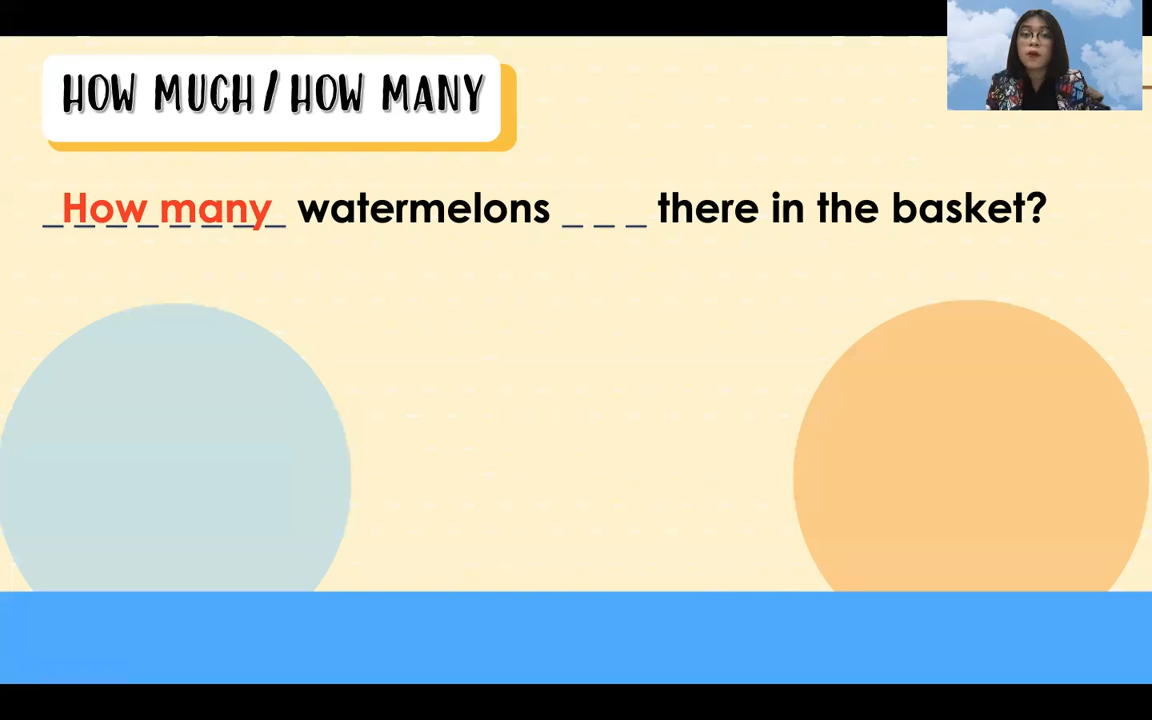 HOW MUCH / HOW MANY
How many watermelons _ _ _ there in the basket?